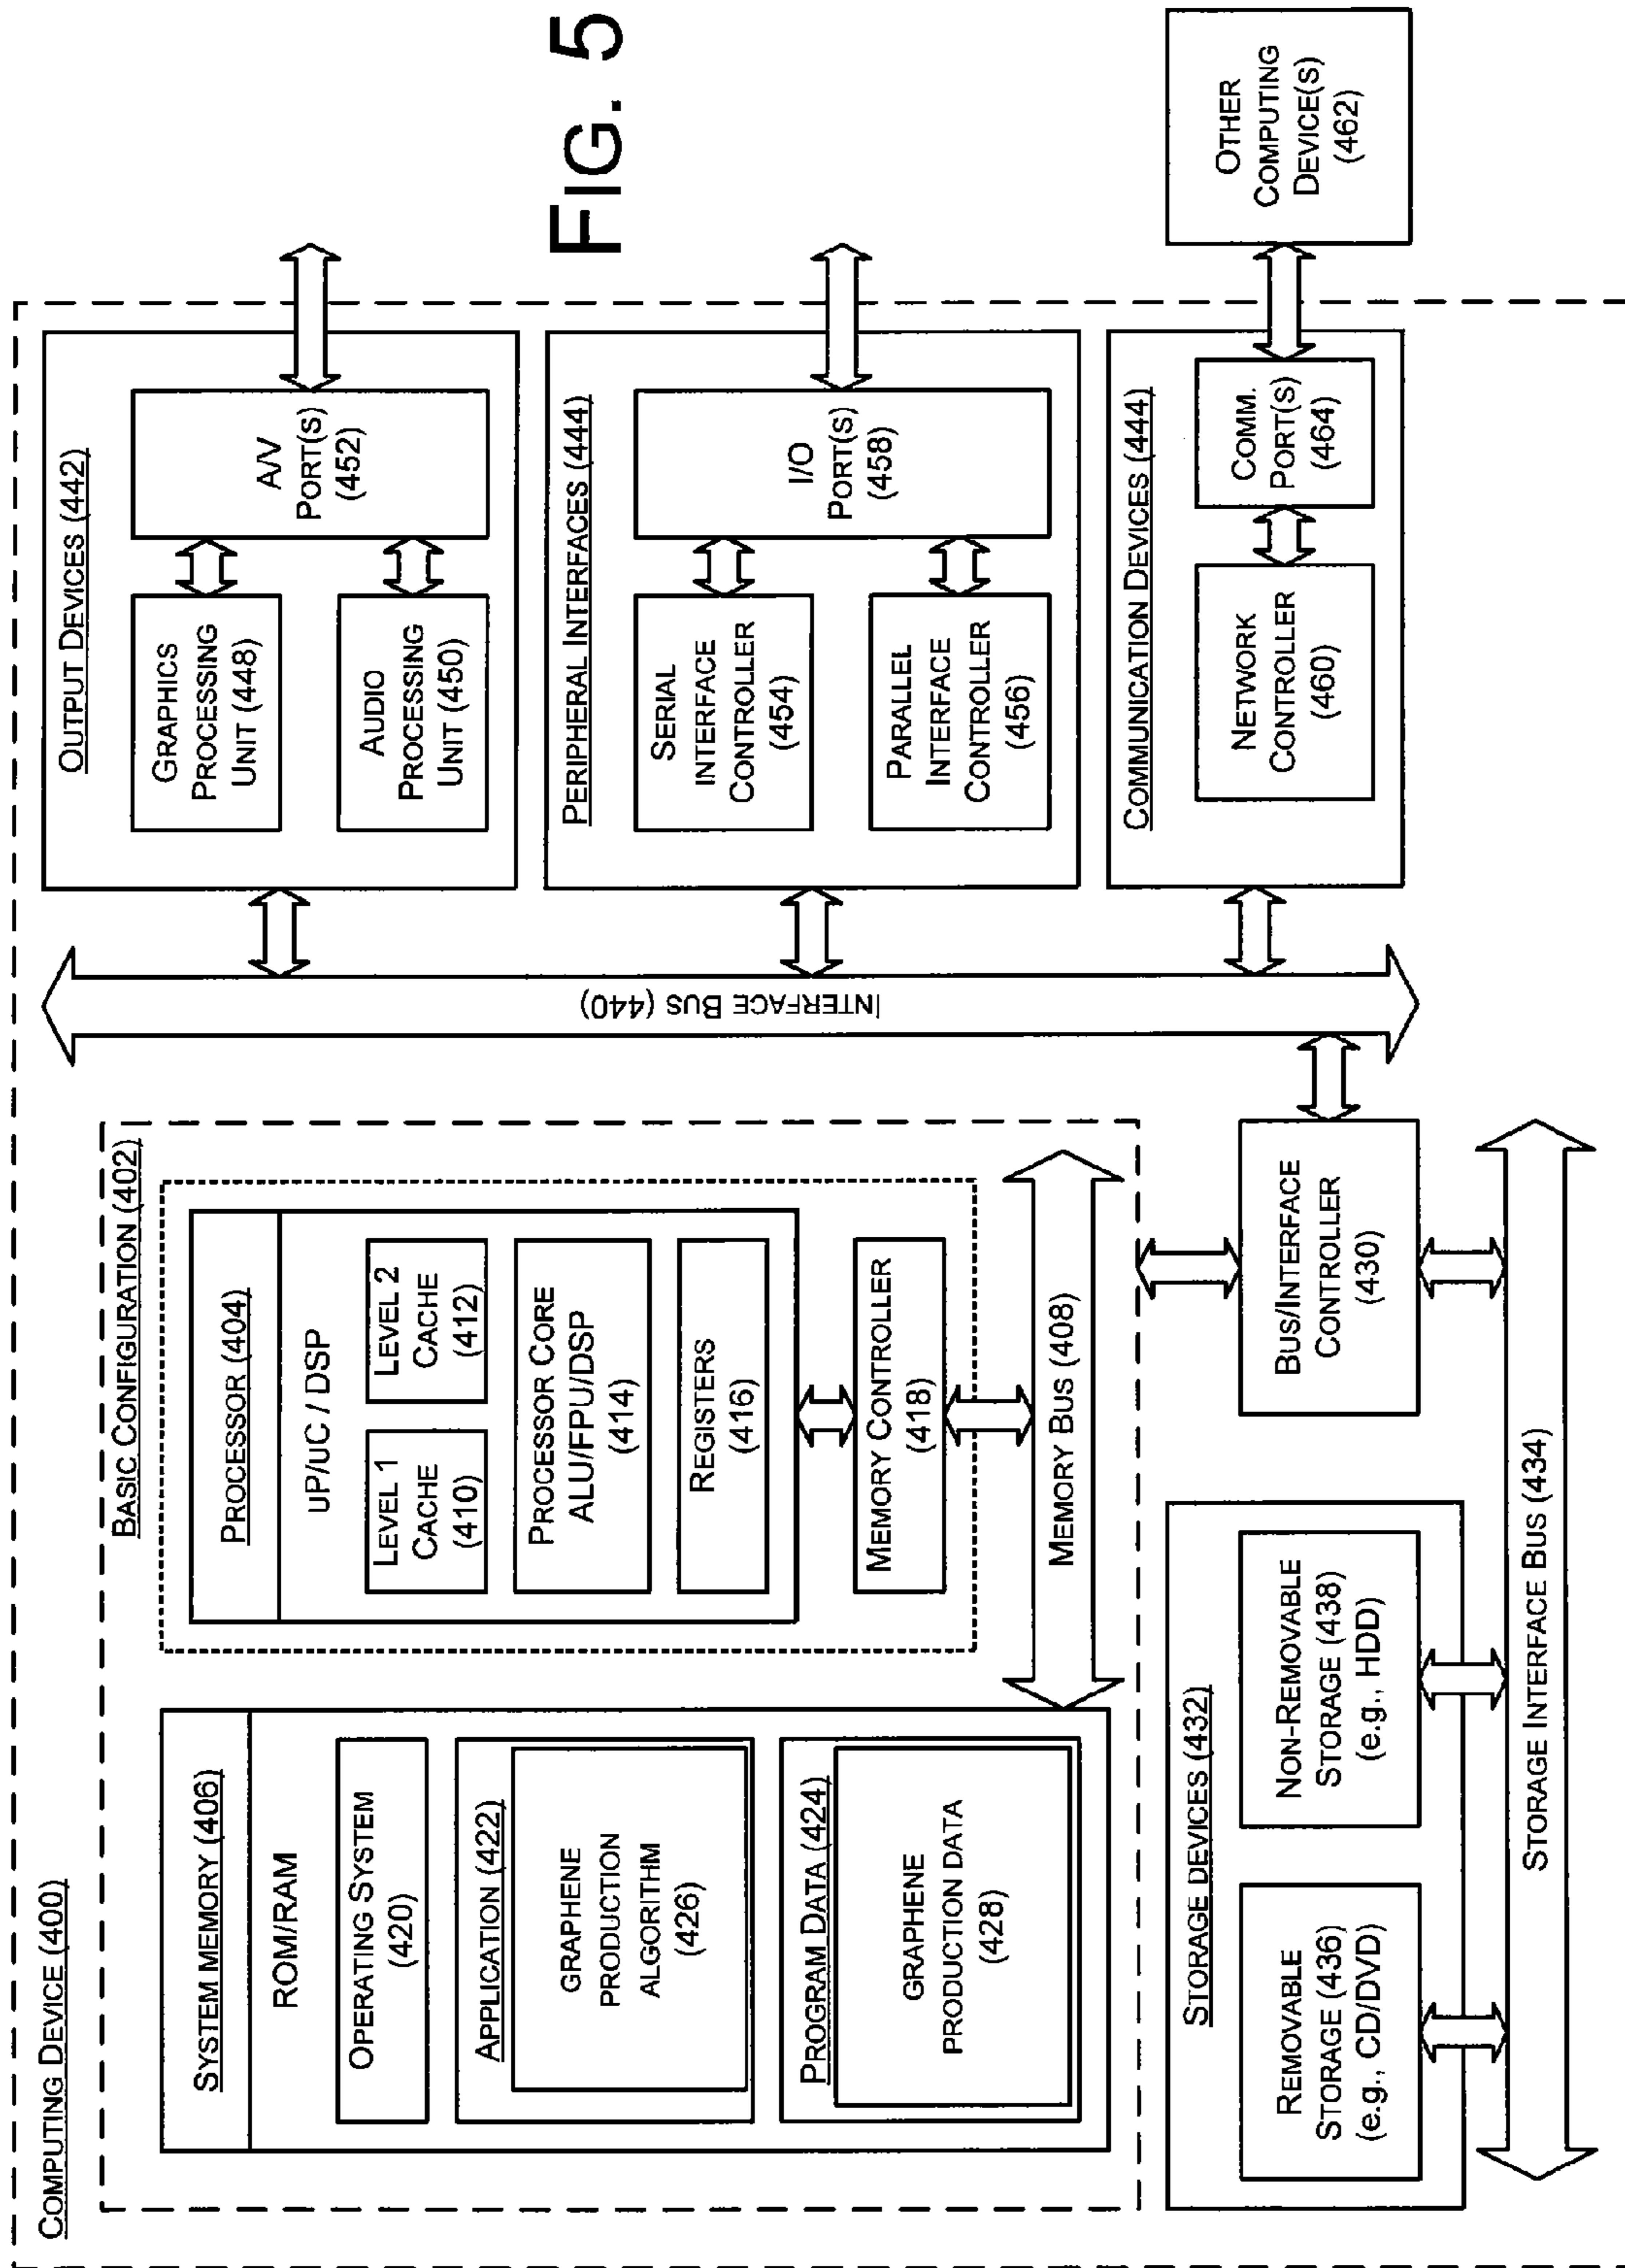 COMPUTING DEVICE (400)
BASIC CONFIGURATION (402)
SYSTEM MEMORY (406)
ROM/RAM
OPERATING SYSTEM
(420)
APPLICATION (422)
GRAPHENE
PRODUCTION
ALGORITHM
(426)
PROGRAM DATA (424)
GRAPHENE
PRODUCTION DATA
(428)
PROCESSOR (404)
uP/uC / DSP
LEVEL 1
CACHE
(410)
LEVEL 2
CACHE
(412)
PROCESSOR CORE
ALU/FPU/DSP
(414)
REGISTERS
(416)
MEMORY CONTROLLER
(418)
MEMORY BUS (408)
STORAGE DEVICES (432)
REMOVABLE
STORAGE (436)
(e.g., CD/DVD)
NON-REMOVABLE
STORAGE (438)
(e.g., HDD)
STORAGE INTERFACE BUS (434)
BUS/INTERFACE
CONTROLLER
(430)
INTERFACE BUS (440)
OUTPUT DEVICES (442)
GRAPHICS
PROCESSING
UNIT (448)
AUDIO
PROCESSING
UNIT (450)
A/V
PORT(S)
(452)
PERIPHERAL INTERFACES (444)
SERIAL
INTERFACE
CONTROLLER
(454)
PARALLEL
INTERFACE
CONTROLLER
(456)
I/O
PORT(S)
(458)
COMMUNICATION DEVICES (444)
NETWORK
CONTROLLER
(460)
COMM.
PORT(S)
(464)
OTHER
COMPUTING
DEVICE(S)
(462)
FIG. 5